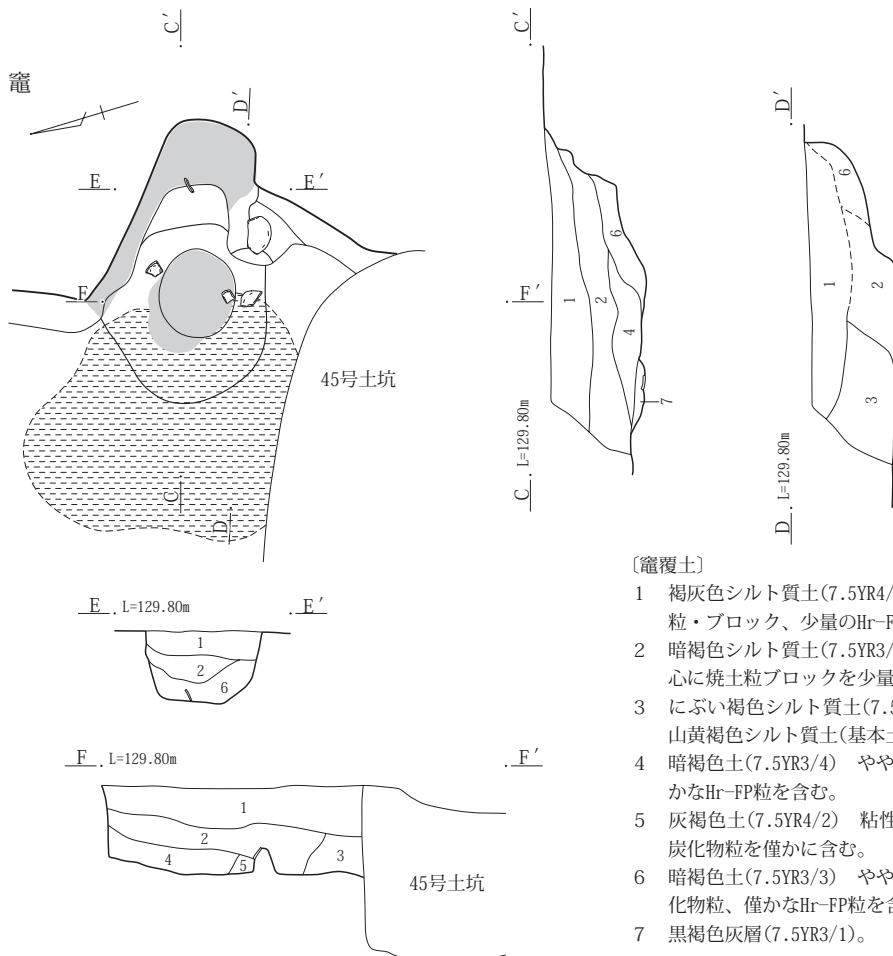 竈
C′
D′
E
E′
F
45号土坑
C
D
C′
F′
1
2
6
4
7
C L=129.80m
D′
6
1
2
3
D L=129.80m
E L=129.80m E′
1
2
6
F L=129.80m F′
1
2
4
5
3
45号土坑
〔竈覆土〕
1 褐灰色シルト質土(7.5YR4/
粒・ブロック、少量のHr-F
2 暗褐色シルト質土(7.5YR3/
心に焼土粒ブロックを少量
3 にぶい褐色シルト質土(7.5
山黄褐色シルト質土(基本土
4 暗褐色土(7.5YR3/4) やや
かなHr-FP粒を含む。
5 灰褐色土(7.5YR4/2) 粘性
炭化物粒を僅かに含む。
6 暗褐色土(7.5YR3/3) やや
化物粒、僅かなHr-FP粒を含
7 黒褐色灰層(7.5YR3/1)。